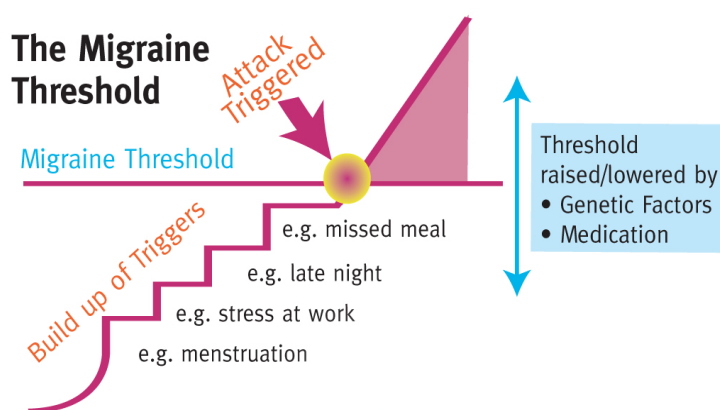 The Migraine
Threshold
Attack
Triggered
Migraine Threshold
Threshold
raised/lowered by
• Genetic Factors
• Medication
Build up of Triggers
e.g. missed meal
e.g. late night
e.g. stress at work
e.g. menstruation